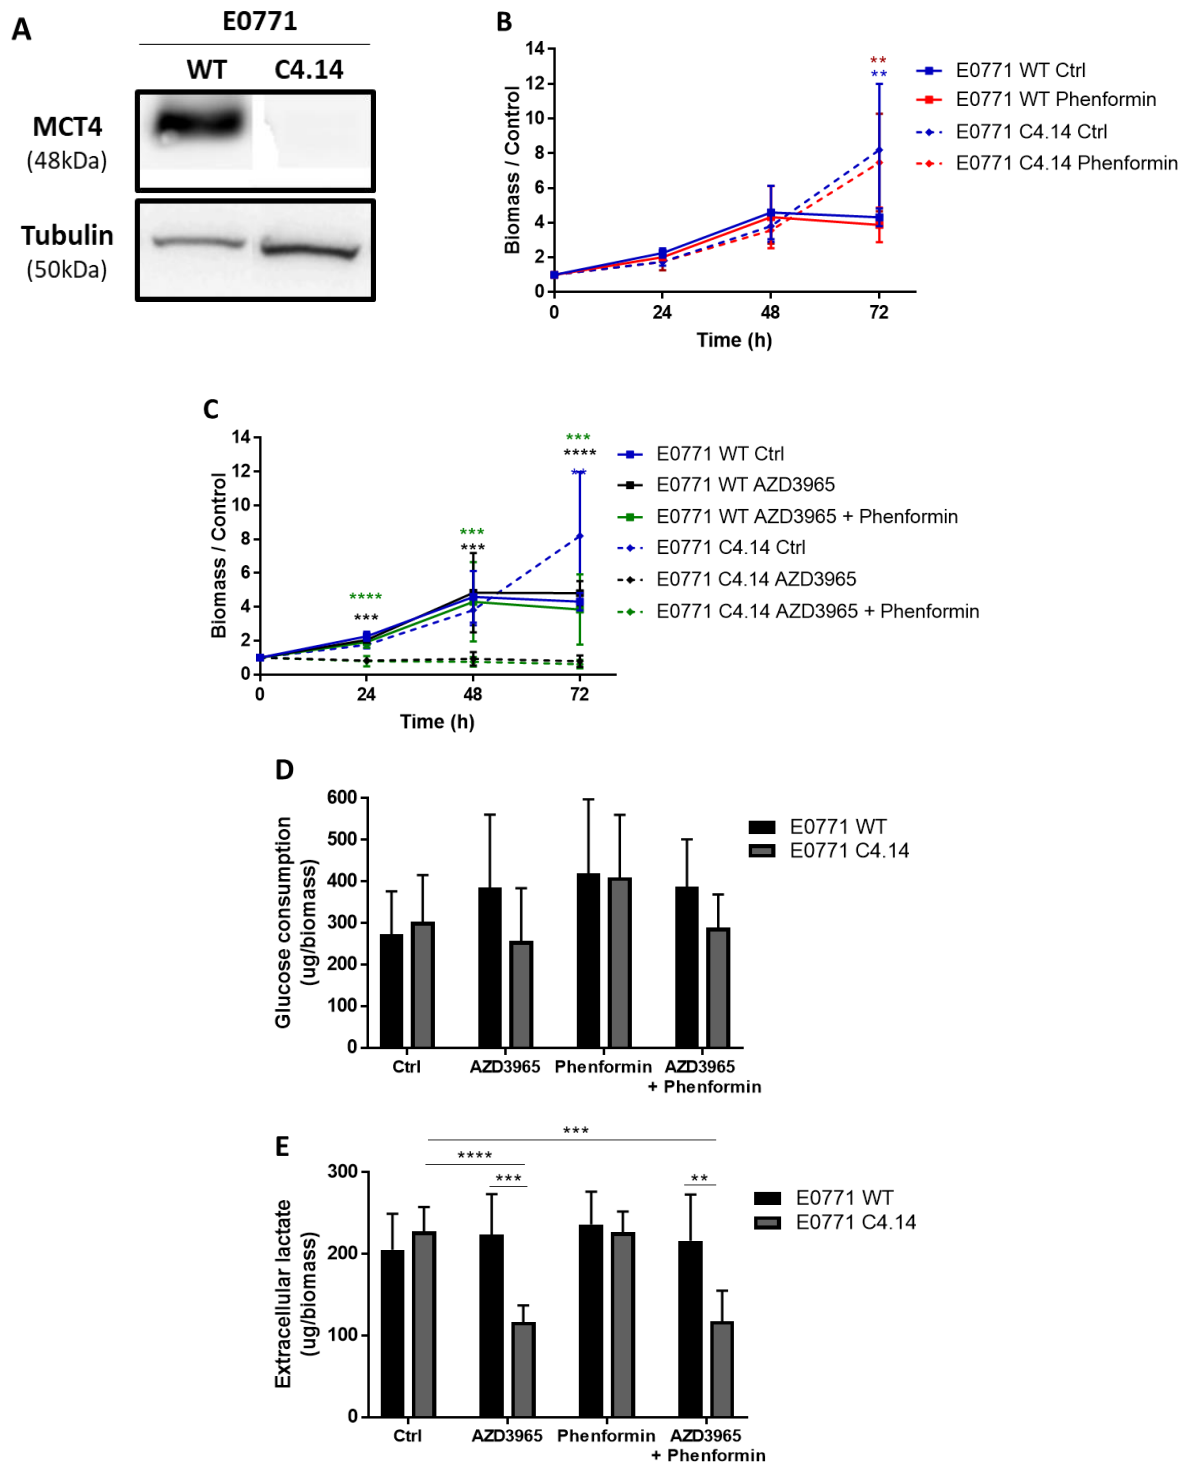 A
E0771
WT
C4.14
MCT4
(48kDa)
Tubulin
(50kDa)
B
14
12
10
8
6
4
2
0
Biomass / Control
**
**
0
24
48
72
Time (h)
E0771 WT Ctrl
E0771 WT Phenformin
E0771 C4.14 Ctrl
E0771 C4.14 Phenformin
C
14
12
10
8
6
4
2
0
Biomass / Control
****
***
***
***
***
****
**
0
24
48
72
Time (h)
E0771 WT Ctrl
E0771 WT AZD3965
E0771 WT AZD3965 + Phenformin
E0771 C4.14 Ctrl
E0771 C4.14 AZD3965
E0771 C4.14 AZD3965 + Phenformin
D
600
500
400
300
200
100
0
Glucose consumption
(ug/biomass)
Ctrl
AZD3965
Phenformin
AZD3965
+ Phenformin
E0771 WT
E0771 C4.14
E
300
200
100
0
Extracellular lactate
(ug/biomass)
***
****
***
**
Ctrl
AZD3965
Phenformin
AZD3965
+ Phenformin
E0771 WT
E0771 C4.14